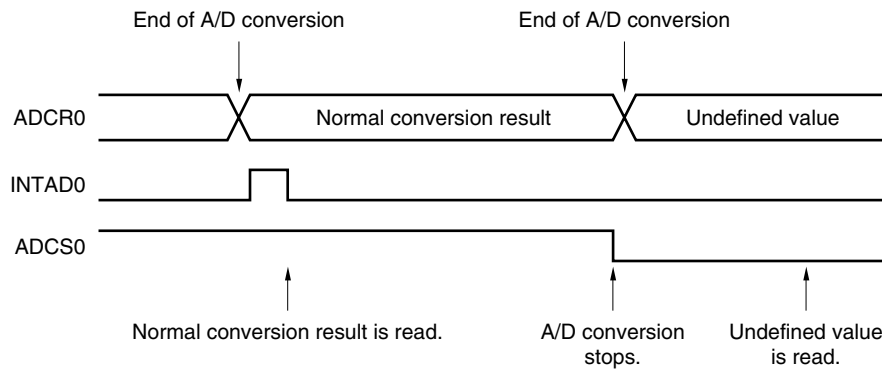 End of A/D conversion
End of A/D conversion
ADCR0
Normal conversion result
Undefined value
INTAD0
ADCS0
Normal conversion result is read.
A/D conversion
stops.
Undefined value
is read.